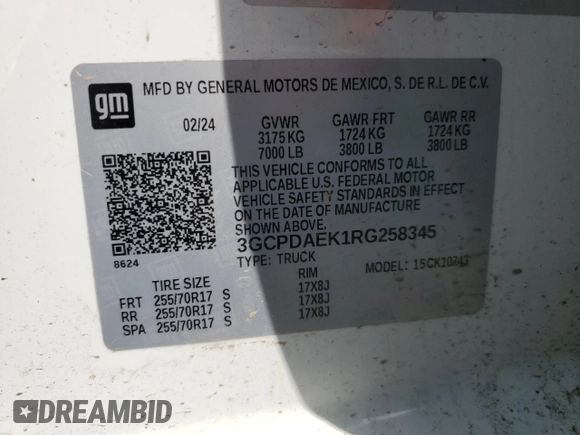 gm
MFD BY GENERAL MOTORS DE MEXICO, S. DE R.L. DE C.V.
02/24 GVWR GAWR FRT GAWR RR
3175 KG 1724 KG 1724 KG
7000 LB 3800 LB 3800 LB
THIS VEHICLE CONFORMS TO ALL
APPLICABLE U.S. FEDERAL MOTOR
VEHICLE SAFETY STANDARDS IN EFFECT
ON THE DATE OF MANUFACTURE
SHOWN ABOVE.
3GCPDAEK1RG258345
8624
TYPE: TRUCK MODEL: 15CK10743
TIRE SIZE RIM
FRT 255/70R17 S 17X8J
RR 255/70R17 S 17X8J
SPA 255/70R17 S 17X8J
DREAMBID